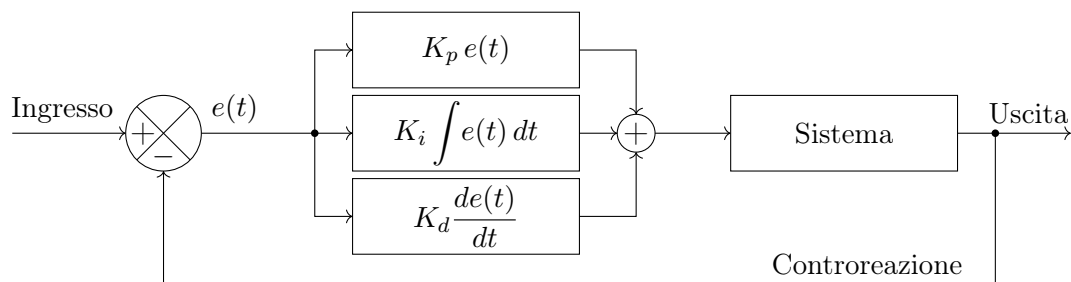 K_p e(t)
Ingresso
e(t)
+
−
K_i ∫ e(t) dt
+
Sistema
Uscita
K_d de(t)/dt
Controreazione